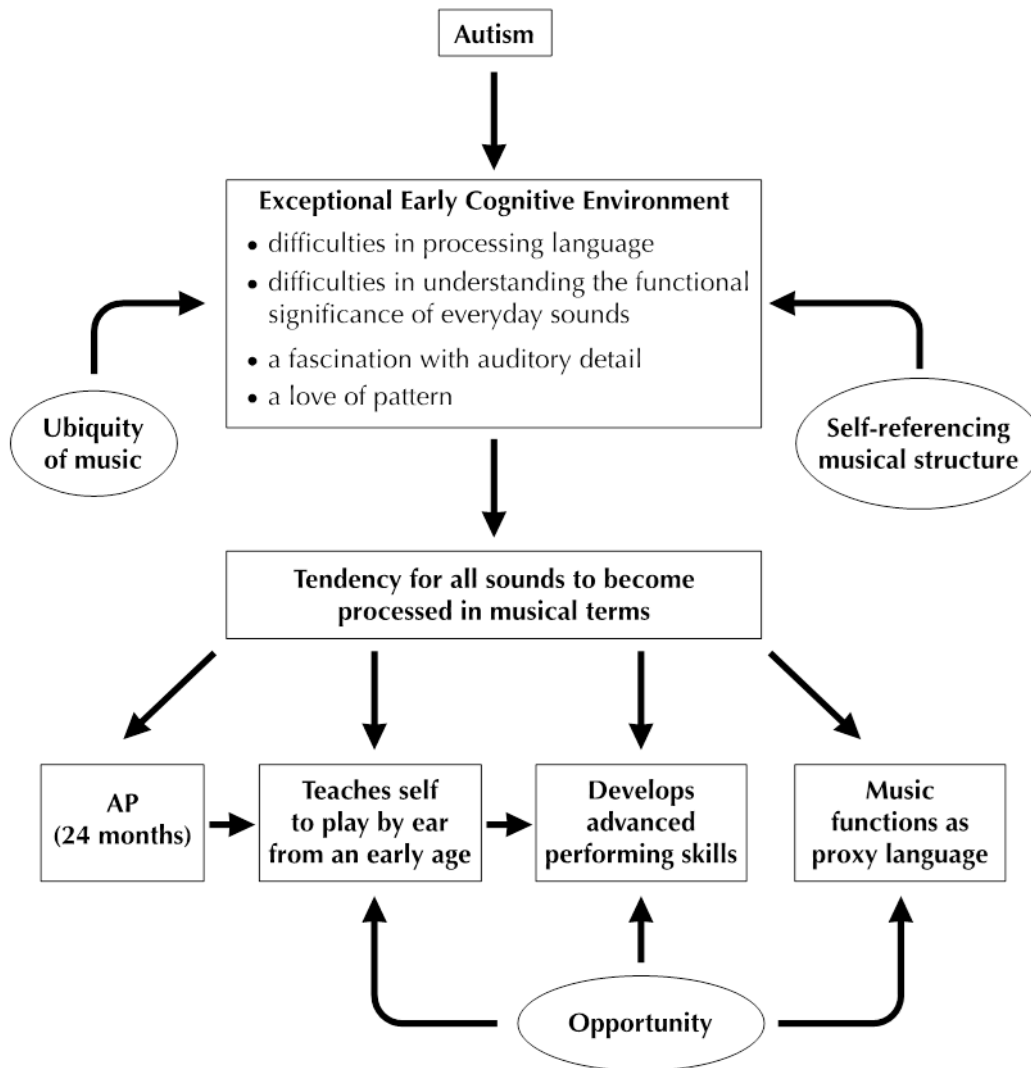 Autism
Exceptional Early Cognitive Environment
• difficulties in processing language
• difficulties in understanding the functional
significance of everyday sounds
• a fascination with auditory detail
• a love of pattern
Ubiquity
of music
Self-referencing
musical structure
Tendency for all sounds to become
processed in musical terms
AP
(24 months)
Teaches self
to play by ear
from an early age
Develops
advanced
performing skills
Music
functions as
proxy language
Opportunity